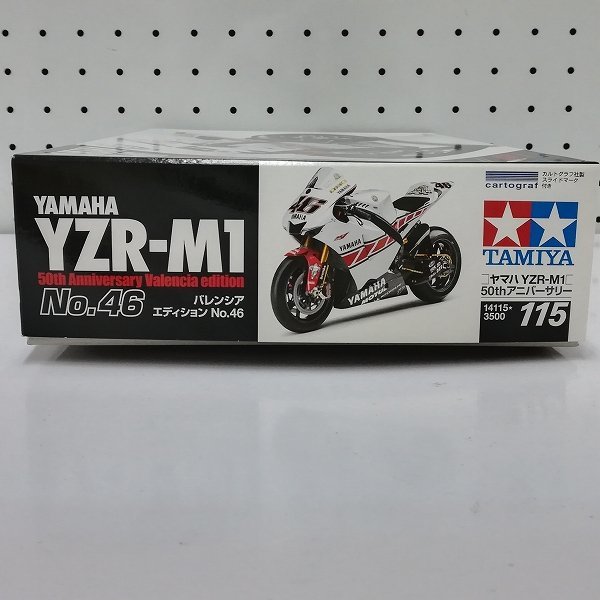 YAMAHA
YZR-M1
50th Anniversary Valencia edition
No.46
バレンシア
エディション No.46
46
YAMAHA
YAMAHA
MOTUL
cartograf
カルトグラフ社製
スライドマーク
付き
TAMIYA
ヤマハ YZR-M1
50thアニバーサリー
14115★
3500
115